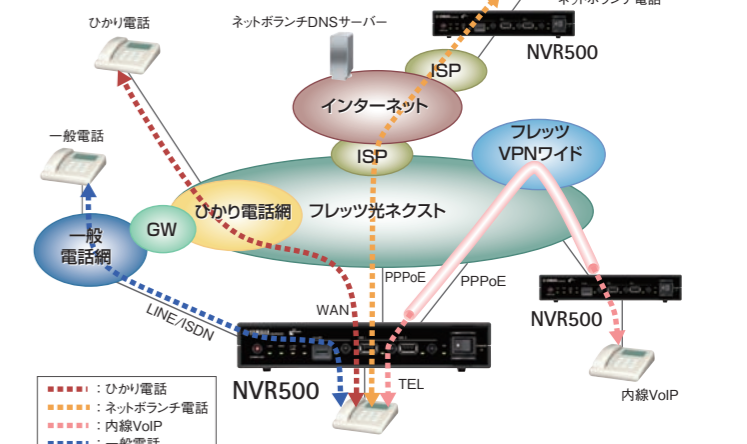 ネットボランチ電話
ひかり電話
ネットボランチDNSサーバー
NVR500
ISP
インターネット
一般電話
フレッツ
VPNワイド
ISP
ひかり電話網
フレッツ光ネクスト
GW
一般
電話網
PPPoE
PPPoE
WAN
LINE/ISDN
NVR500
NVR500
TEL
内線VoIP
：ひかり電話
：ネットボランチ電話
：内線VoIP
：一般電話